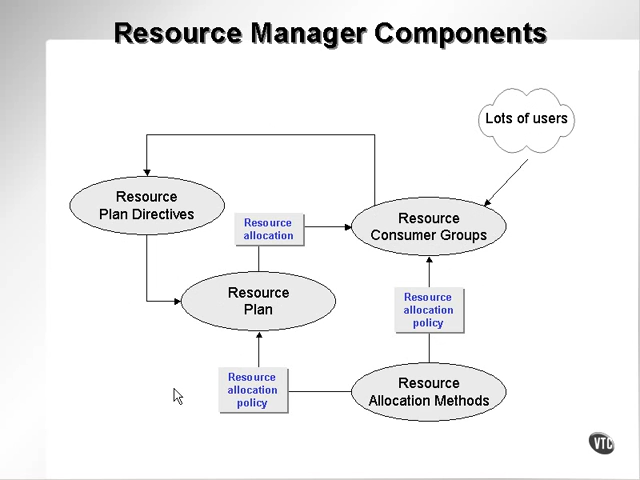 Resource Manager Components
Lots of users
Resource
Plan Directives
Resource
allocation
Resource
Consumer Groups
Resource
Plan
Resource
allocation
policy
Resource
allocation
policy
Resource
Allocation Methods
VTC